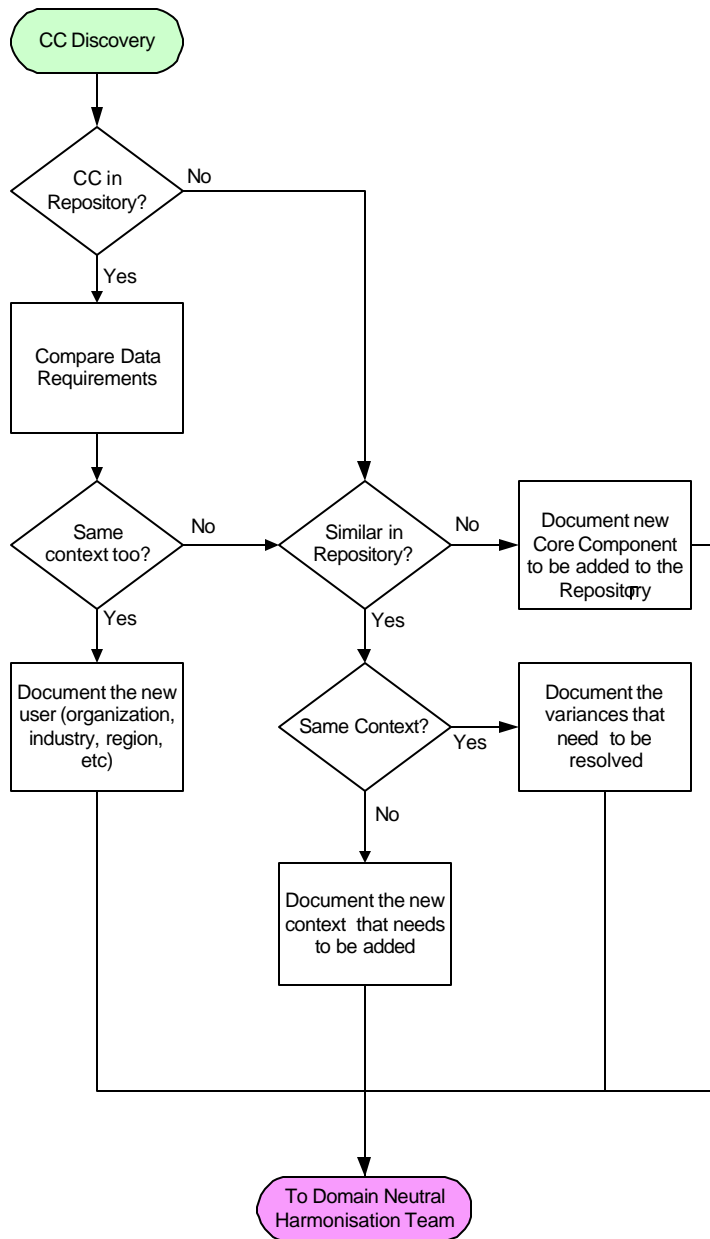 CC Discovery
CC in
Repository?
No
Yes
Compare Data
Requirements
Same
context too?
No
Similar in
Repository?
No
Document new
Core Component
to be added to the
Repository
Yes
Yes
Document the new
user (organization,
industry, region,
etc)
Same Context?
Yes
Document the
variances that
need to be
resolved
No
Document the new
context that needs
to be added
To Domain Neutral
Harmonisation Team